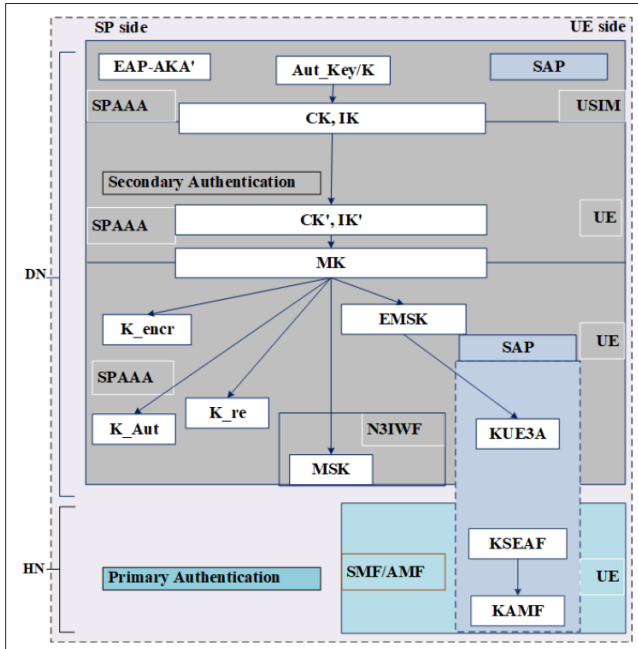 SP side
UE side
EAP-AKA'
Aut_Key/K
SAP
SPAAA
USIM
CK, IK
Secondary Authentication
SPAAA
CK', IK'
UE
MK
DN
K_encr
EMSK
SAP
UE
SPAAA
K_Aut
K_re
N3IWF
KUE3A
MSK
KSEAF
HN
Primary Authentication
SMF/AMF
UE
KAMF